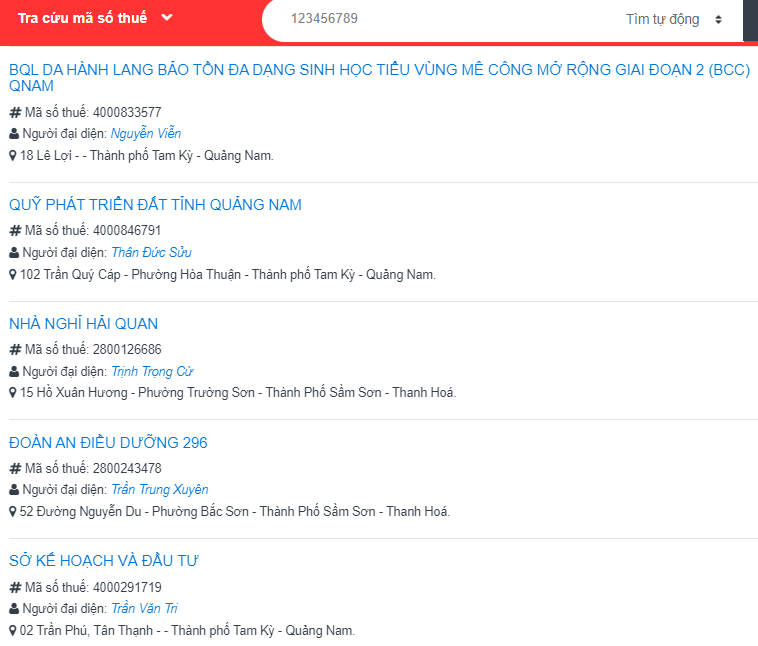 Tra cứu mã số thuế
123456789
Tìm tự động
BQL DA HÀNH LANG BẢO TỒN ĐA DẠNG SINH HỌC TIỂU VÙNG MÊ CÔNG MỞ RỘNG GIAI ĐOẠN 2 (BCC)
QNAM
# Mã số thuế: 4000833577
Người đại diện: Nguyễn Viễn
18 Lê Lợi - - Thành phố Tam Kỳ - Quảng Nam.
QUỸ PHÁT TRIỂN ĐẤT TỈNH QUẢNG NAM
# Mã số thuế: 4000846791
Người đại diện: Thân Đức Sửu
102 Trần Quý Cáp - Phường Hòa Thuận - Thành phố Tam Kỳ - Quảng Nam.
NHÀ NGHỈ HẢI QUAN
# Mã số thuế: 2800126686
Người đại diện: Trịnh Trọng Cừ
15 Hồ Xuân Hương - Phường Trường Sơn - Thành Phố Sầm Sơn - Thanh Hoá.
ĐOÀN AN ĐIỀU DƯỠNG 296
# Mã số thuế: 2800243478
Người đại diện: Trần Trung Xuyên
52 Đường Nguyễn Du - Phường Bắc Sơn - Thành Phố Sầm Sơn - Thanh Hoá.
SỞ KẾ HOẠCH VÀ ĐẦU TƯ
# Mã số thuế: 4000291719
Người đại diện: Trần Văn Tri
02 Trần Phú, Tân Thạnh - - Thành phố Tam Kỳ - Quảng Nam.